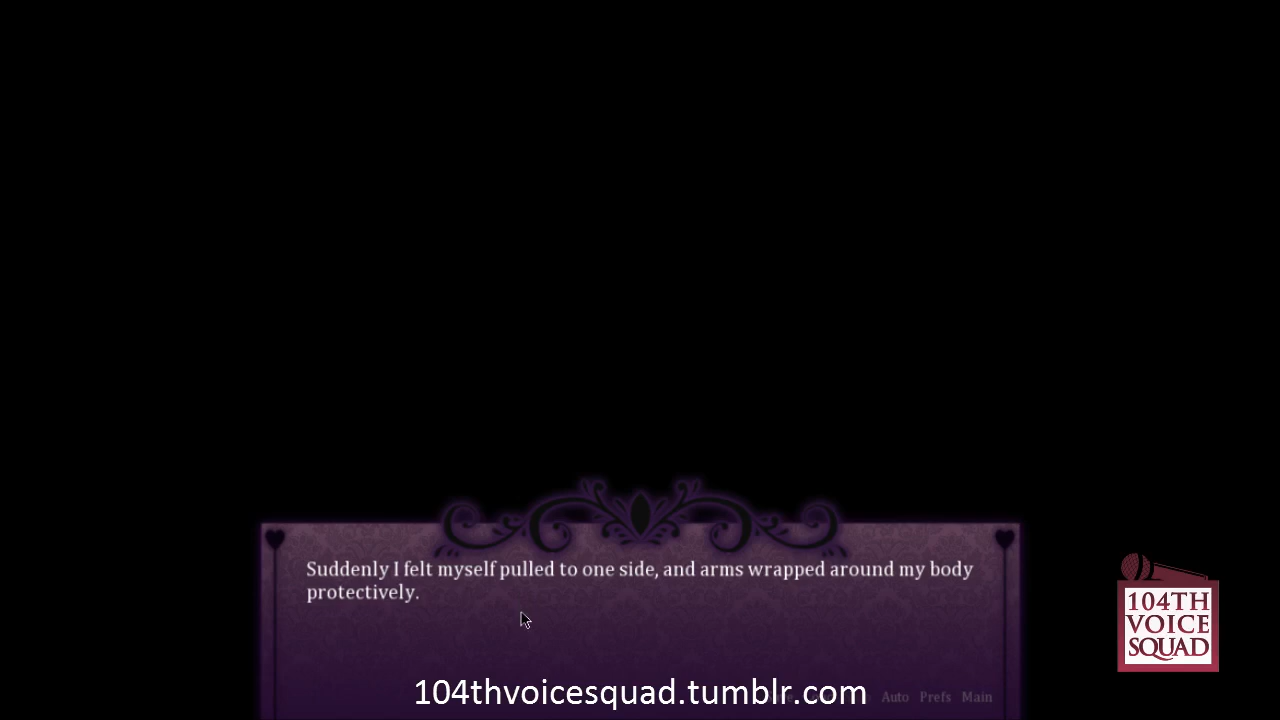 Suddenly I felt myself pulled to one side, and arms wrapped around my body
protectively.
104TH
VOICE
SQUAD
Auto Prefs Main
104thvoicesquad.tumblr.com